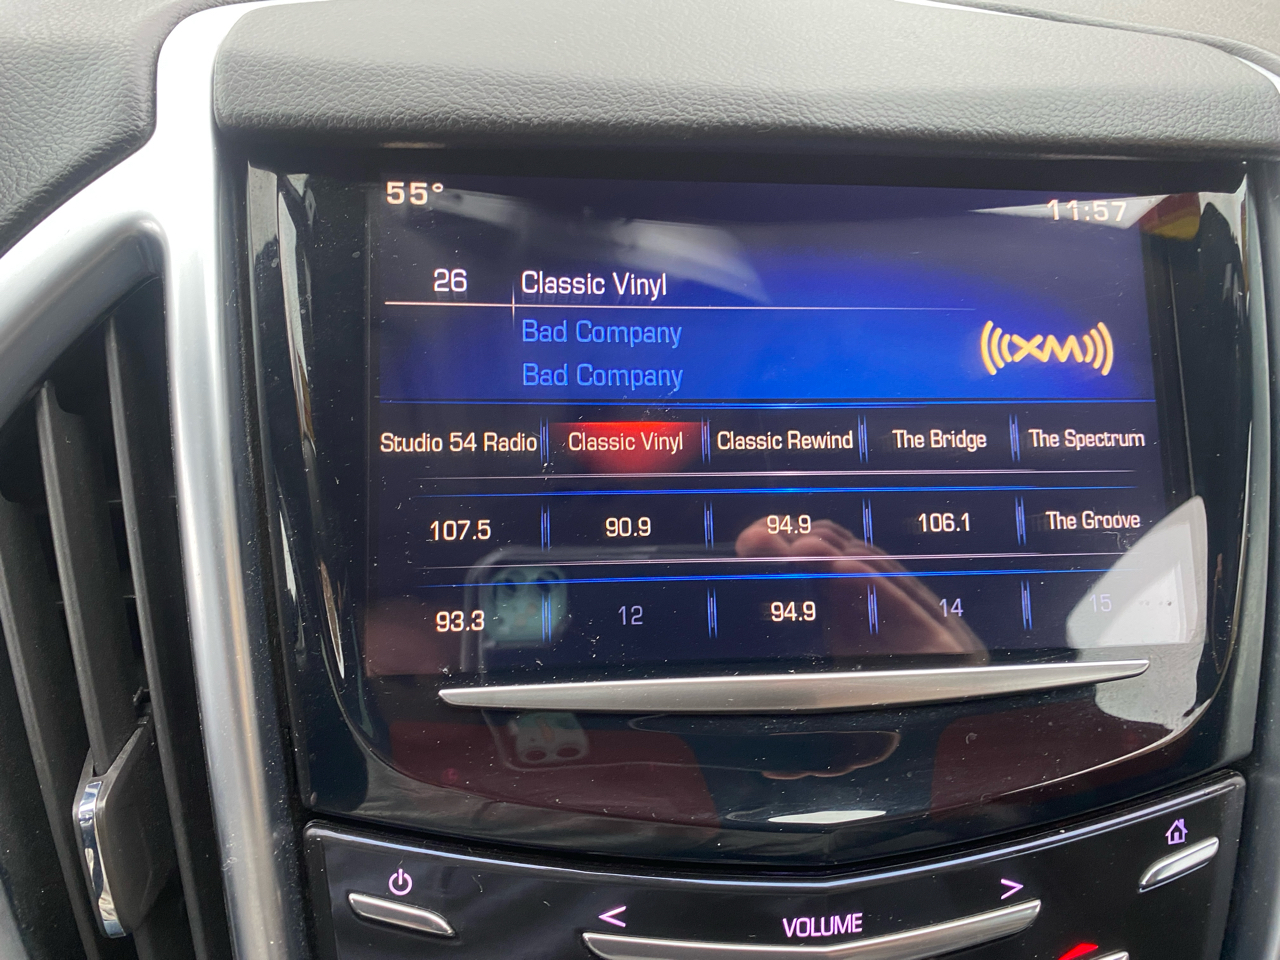 55° 11:57
26 Classic Vinyl
Bad Company
Bad Company
((XM))
Studio 54 Radio Classic Vinyl Classic Rewind The Bridge The Spectrum
107.5 90.9 94.9 106.1 The Groove
93.3 12 94.9 14 15
< VOLUME >